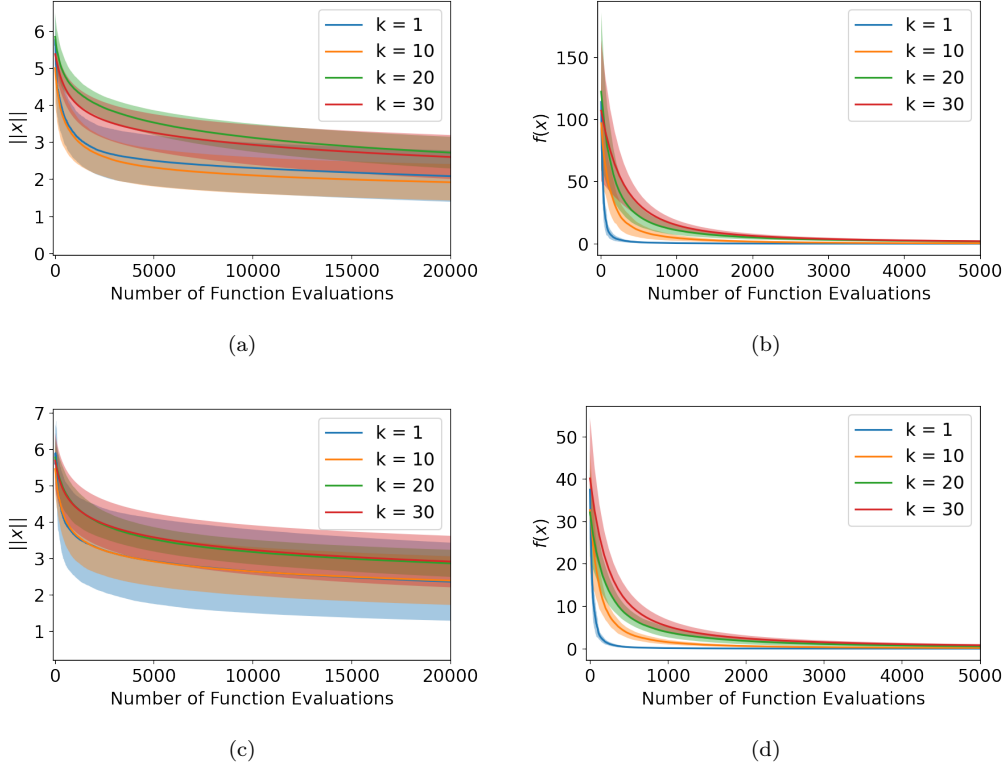 6
5
4
3
2
1
0
||x||
k = 1
k = 10
k = 20
k = 30
0 5000 10000 15000 20000
Number of Function Evaluations
(a)
150
100
50
0
f(x)
k = 1
k = 10
k = 20
k = 30
0 1000 2000 3000 4000 5000
Number of Function Evaluations
(b)
7
6
5
4
3
2
1
||x||
k = 1
k = 10
k = 20
k = 30
0 5000 10000 15000 20000
Number of Function Evaluations
(c)
50
40
30
20
10
0
f(x)
k = 1
k = 10
k = 20
k = 30
0 1000 2000 3000 4000 5000
Number of Function Evaluations
(d)